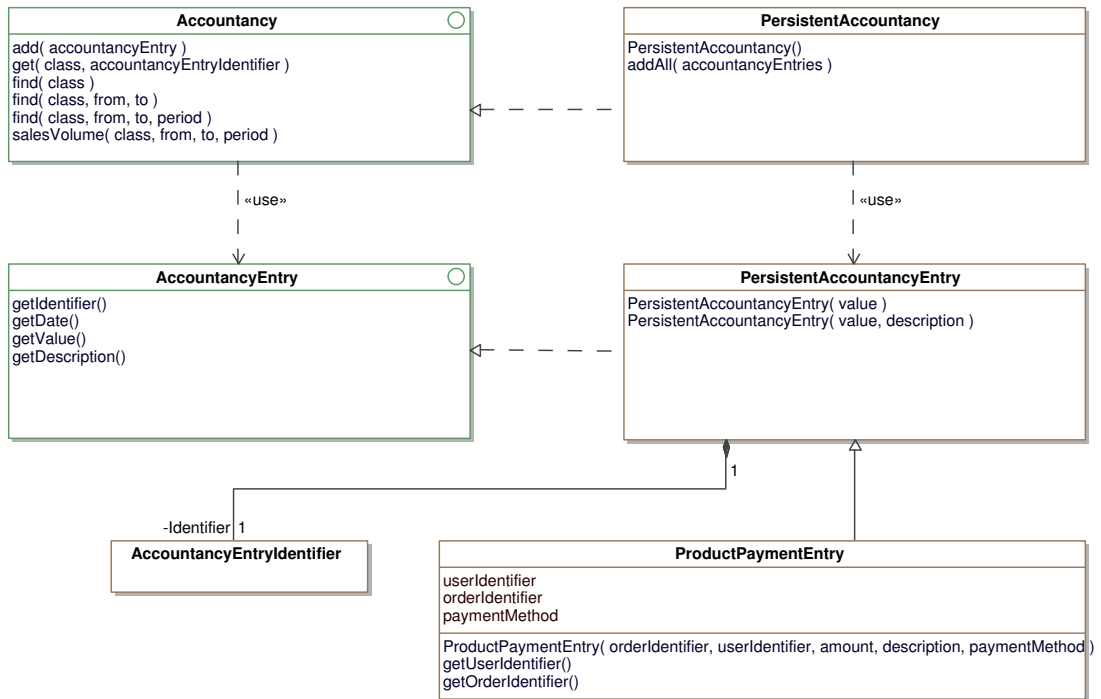 Accountancy
add( accountancyEntry )
get( class, accountancyEntryIdentifier )
find( class )
find( class, from, to )
find( class, from, to, period )
salesVolume( class, from, to, period )
PersistentAccountancy
PersistentAccountancy()
addAll( accountancyEntries )
«use»
«use»
AccountancyEntry
getIdentifier()
getDate()
getValue()
getDescription()
PersistentAccountancyEntry
PersistentAccountancyEntry( value )
PersistentAccountancyEntry( value, description )
1
-Identifier 1
AccountancyEntryIdentifier
ProductPaymentEntry
userIdentifier
orderIdentifier
paymentMethod
ProductPaymentEntry( orderIdentifier, userIdentifier, amount, description, paymentMethod )
getUserIdentifier()
getOrderIdentifier()